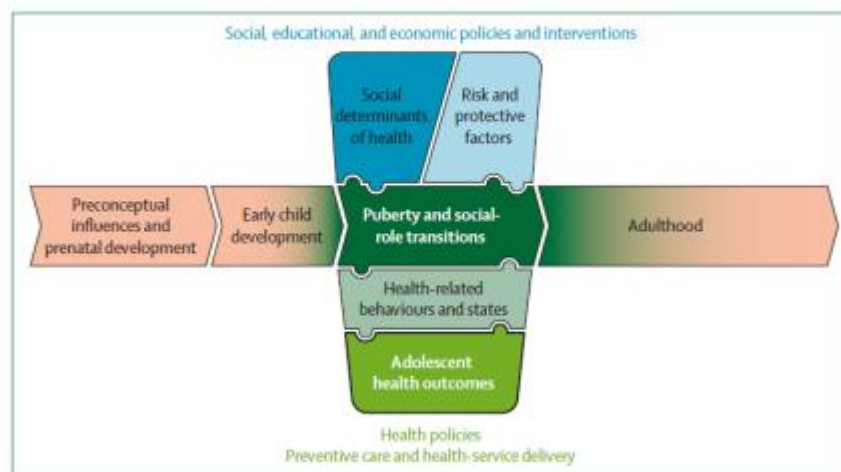 Social, educational, and economic policies and interventions
Social
determinants
of health
Risk and
protective
factors
Preconceptual
influences and
prenatal development
Early child
development
Puberty and social-
role transitions
Adulthood
Health-related
behaviours and states
Adolescent
health outcomes
Health policies
Preventive care and health-service delivery